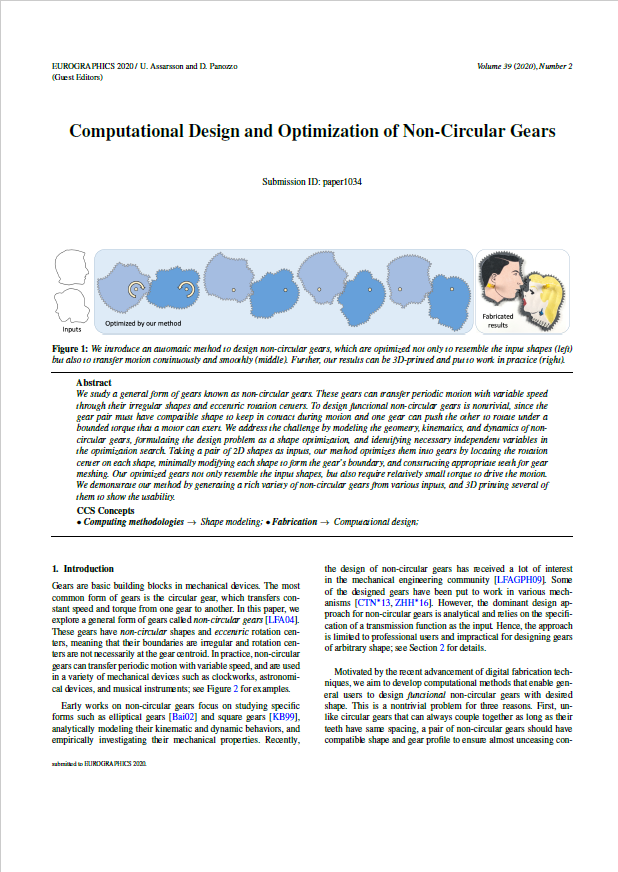 EUROGRAPHICS 2020 / U. Assarsson and D. Panozzo
(Guest Editors)
Volume 39 (2020), Number 2
Computational Design and Optimization of Non-Circular Gears
Submission ID: paper1034
Inputs
Optimized by our method
Fabricated
results
Figure 1: We introduce an automatic method to design non-circular gears, which are optimized not only to resemble the input shapes (left)
but also to transfer motion continuously and smoothly (middle). Further, our results can be 3D-printed and put to work in practice (right).
Abstract
We study a general form of gears known as non-circular gears. These gears can transfer periodic motion with variable speed
through their irregular shapes and eccentric rotation centers. To design functional non-circular gears is nontrivial, since the
gear pair must have compatible shape to keep in contact during motion and one gear can push the other to rotate under a
bounded torque that a motor can exert. We address the challenge by modeling the geometry, kinematics, and dynamics of non-
circular gears, formulating the design problem as a shape optimization, and identifying necessary independent variables in
the optimization search. Taking a pair of 2D shapes as inputs, our method optimizes them into gears by locating the rotation
center on each shape, minimally modifying each shape to form the gear's boundary, and constructing appropriate teeth for gear
meshing. Our optimized gears not only resemble the input shapes, but also require relatively small torque to drive the motion.
We demonstrate our method by generating a rich variety of non-circular gears from various inputs, and 3D printing several of
them to show the usability.
CCS Concepts
• Computing methodologies → Shape modeling; • Fabrication → Computational design;
1. Introduction
Gears are basic building blocks in mechanical devices. The most
common form of gears is the circular gear, which transfers con-
stant speed and torque from one gear to another. In this paper, we
explore a general form of gears called non-circular gears [LFA04].
These gears have non-circular shapes and eccentric rotation cen-
ters, meaning that their boundaries are irregular and rotation cen-
ters are not necessarily at the gear centroid. In practice, non-circular
gears can transfer periodic motion with variable speed, and are used
in a variety of mechanical devices such as clockworks, astronomi-
cal devices, and musical instruments; see Figure 2 for examples.
Early works on non-circular gears focus on studying specific
forms such as elliptical gears [Bai02] and square gears [KB99],
analytically modeling their kinematic and dynamic behaviors, and
empirically investigating their mechanical properties. Recently,
the design of non-circular gears has received a lot of interest
in the mechanical engineering community [LFAGPH09]. Some
of the designed gears have been put to work in various mech-
anisms [CTN*13, ZHH*16]. However, the dominant design ap-
proach for non-circular gears is analytical and relies on the specifi-
cation of a transmission function as the input. Hence, the approach
is limited to professional users and impractical for designing gears
of arbitrary shape; see Section 2 for details.
Motivated by the recent advancement of digital fabrication tech-
niques, we aim to develop computational methods that enable gen-
eral users to design functional non-circular gears with desired
shape. This is a nontrivial problem for three reasons. First, un-
like circular gears that can always couple together as long as their
teeth have same spacing, a pair of non-circular gears should have
compatible shape and gear profile to ensure almost unceasing con-
submitted to EUROGRAPHICS 2020.